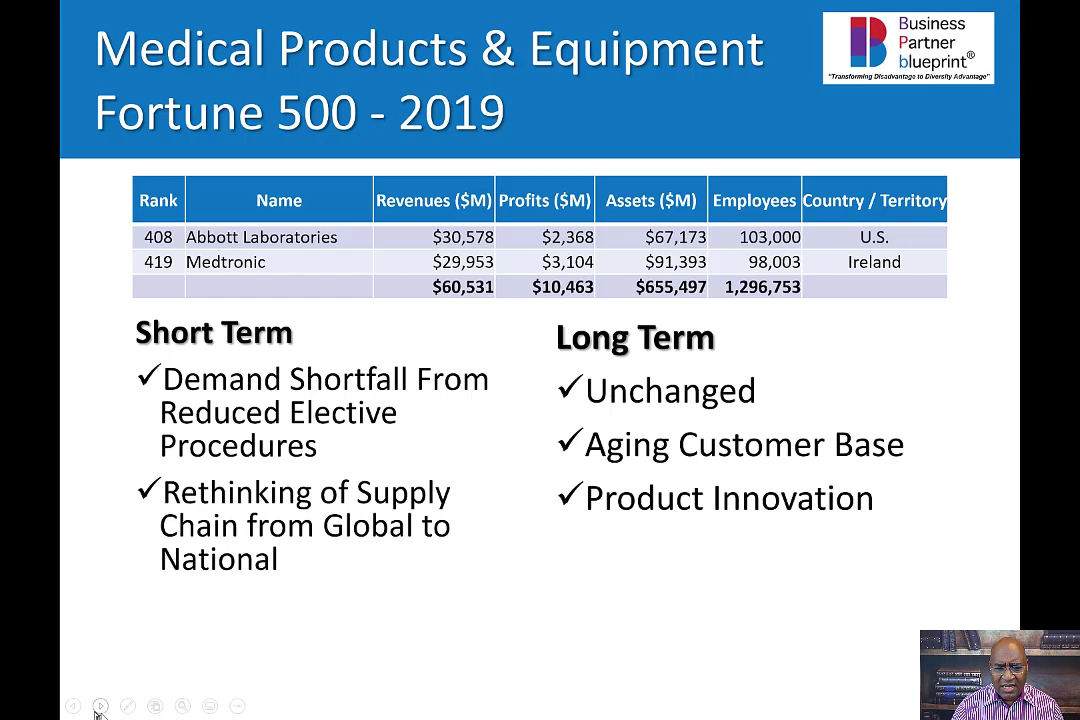 Medical Products & Equipment
Fortune 500 - 2019
Business
Partner
blueprint®
"Transforming Disadvantage to Diversity Advantage"
Rank Name Revenues ($M) Profits ($M) Assets ($M) Employees Country / Territory
408 Abbott Laboratories $30,578 $2,368 $67,173 103,000 U.S.
419 Medtronic $29,953 $3,104 $91,393 98,003 Ireland
$60,531 $10,463 $655,497 1,296,753
Short Term
✓Demand Shortfall From
Reduced Elective
Procedures
✓Rethinking of Supply
Chain from Global to
National
Long Term
✓Unchanged
✓Aging Customer Base
✓Product Innovation